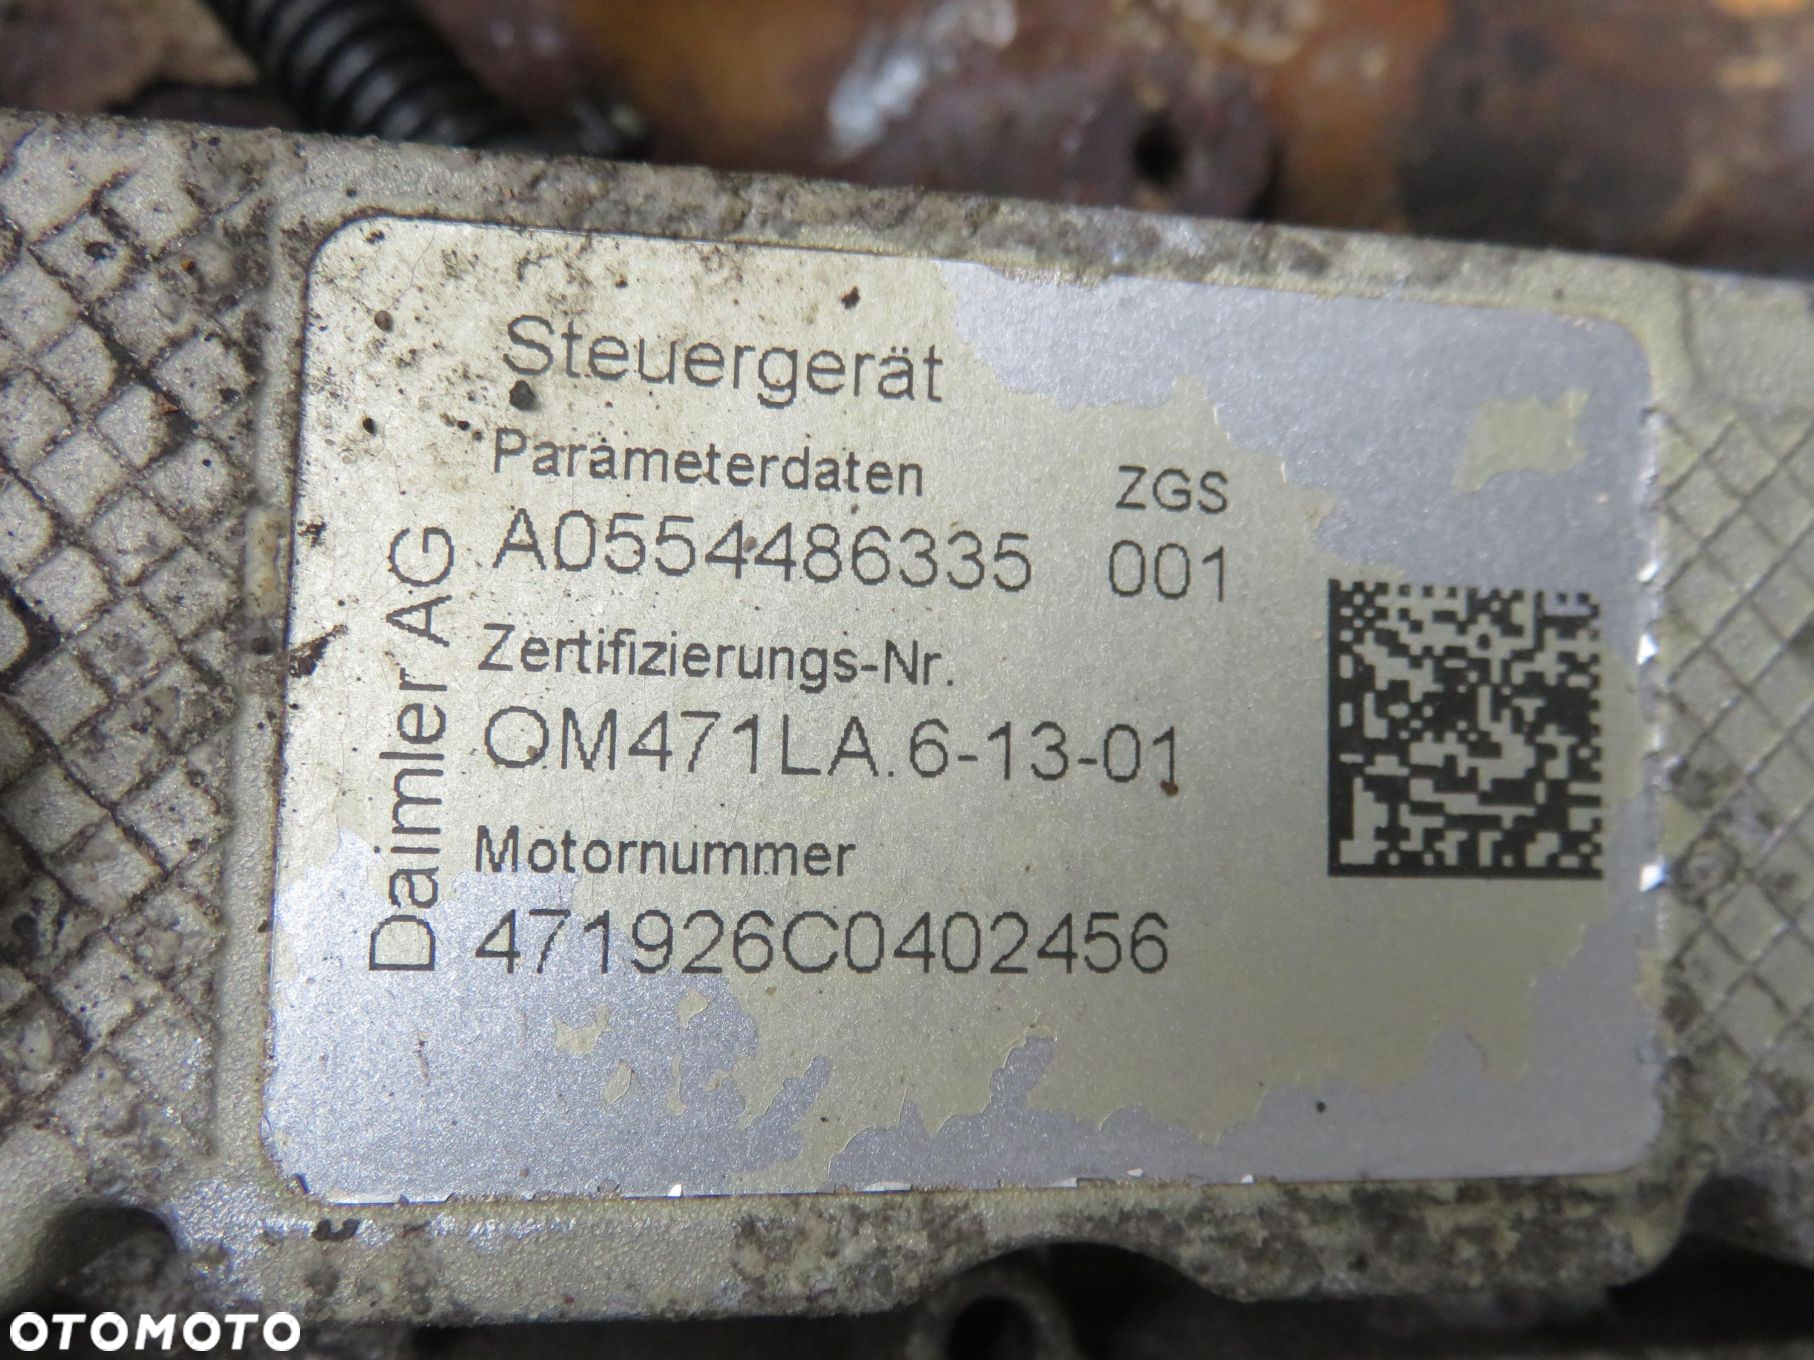 Steuergerät
Parameterdaten ZGS
A0554486335 001
Zertifizierungs-Nr.
OM471LA.6-13-01
Motornummer
471926C0402456
Daimler AG
OTOMOTO